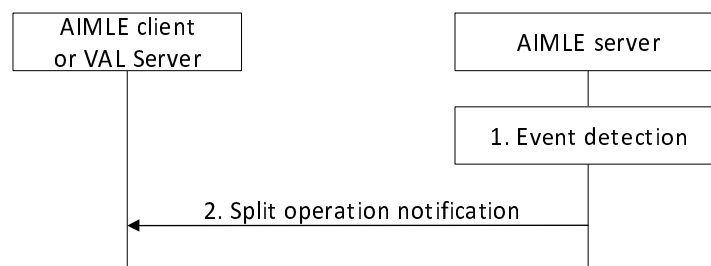 AIMLE client
or VAL Server
AIMLE server
1. Event detection
2. Split operation notification